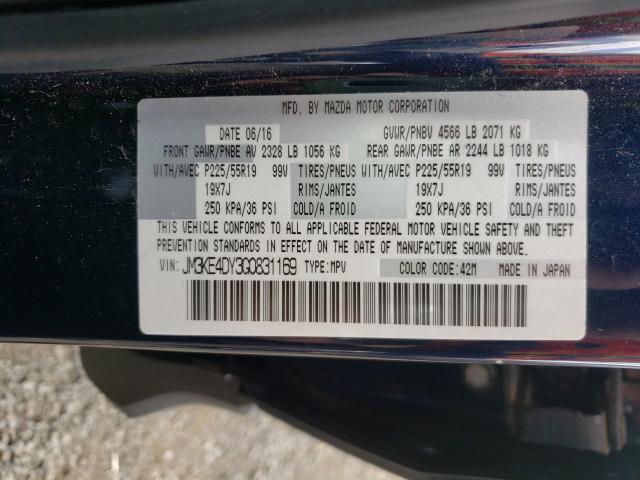 MFD. BY MAZDA MOTOR CORPORATION
DATE 06/16 GVWR/PNBV 4566 LB 2071 KG
FRONT GAWR/PNBE AV 2328 LB 1056 KG REAR GAWR/PNBE AR 2244 LB 1018 KG
WITH/AVEC P225/55R19 99V TIRES/PNEUS WITH/AVEC P225/55R19 99V TIRES/PNEUS
19X7J RIMS/JANTES 19X7J RIMS/JANTES
250 KPA/36 PSI COLD/A FROID 250 KPA/36 PSI COLD/A FROID
THIS VEHICLE CONFORMS TO ALL APPLICABLE FEDERAL MOTOR VEHICLE SAFETY AND THEFT
PREVENTION STANDARDS IN EFFECT ON THE DATE OF MANUFACTURE SHOWN ABOVE.
VIN: JM3KE4DY3G0831169 TYPE: MPV COLOR CODE: 42M MADE IN JAPAN